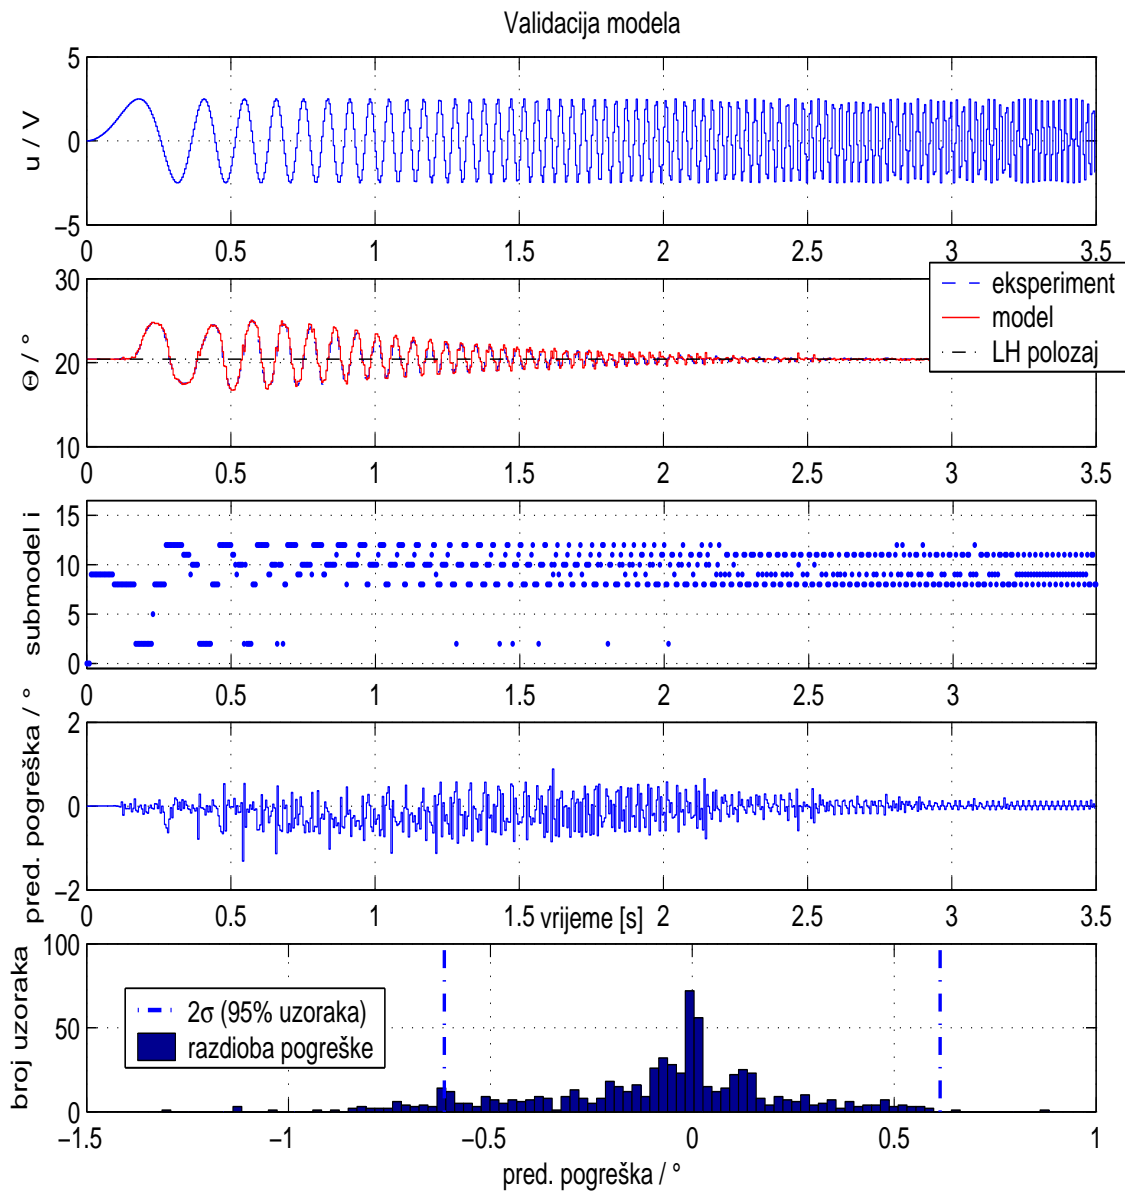 Validacija modela
u / V
5
0
−5
0 0.5 1 1.5 2 2.5 3 3.5
Θ / °
30
20
10
eksperiment
model
LH polozaj
0 0.5 1 1.5 2 2.5 3 3.5
submodel i
15
10
5
0
0 0.5 1 1.5 2 2.5 3 3.5
pred. pogreška / °
2
0
−2
0 0.5 1 1.5 2 2.5 3 3.5
vrijeme [s]
broj uzoraka
100
50
0
2σ (95% uzoraka)
razdioba pogreške
−1.5 −1 −0.5 0 0.5 1
pred. pogreška / °